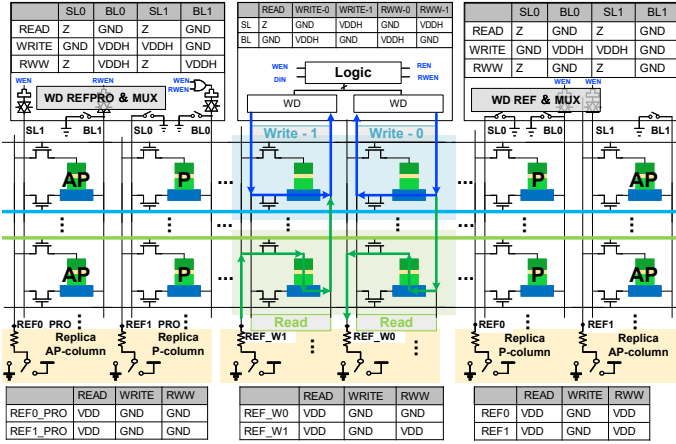 SL0 BL0 SL1 BL1
READ Z GND Z GND
WRITE GND VDDH VDDH GND
RWW Z VDDH Z VDDH
WEN RWEN WEN RWEN
WD REFPRO & MUX
SL1 BL1 SL0 BL0
READ WRITE-0 WRITE-1 RWW-0 RWW-1
SL Z GND VDDH GND VDDH
BL GND VDDH GND VDDH GND
WEN REN
DIN RWEN
Logic
WD WD
SL0 BL0 SL1 BL1
READ Z GND Z GND
WRITE GND VDDH VDDH GND
RWW Z GND Z GND
WEN WEN
WD REF & MUX
SL0 BL0 SL1 BL1
Write - 1 Write - 0
AP P ... ... P AP
AP P ... ... P AP
Read Read
REF0_PRO REF1_PRO REF_W1 REF_W0 REF0 REF1
Replica Replica Replica Replica
AP-column P-column P-column AP-column
READ WRITE RWW
REF0_PRO VDD GND GND
REF1_PRO VDD GND GND
READ WRITE RWW
REF_W0 VDD GND GND
REF_W1 VDD GND VDD
READ WRITE RWW
REF0 VDD GND VDD
REF1 VDD GND VDD